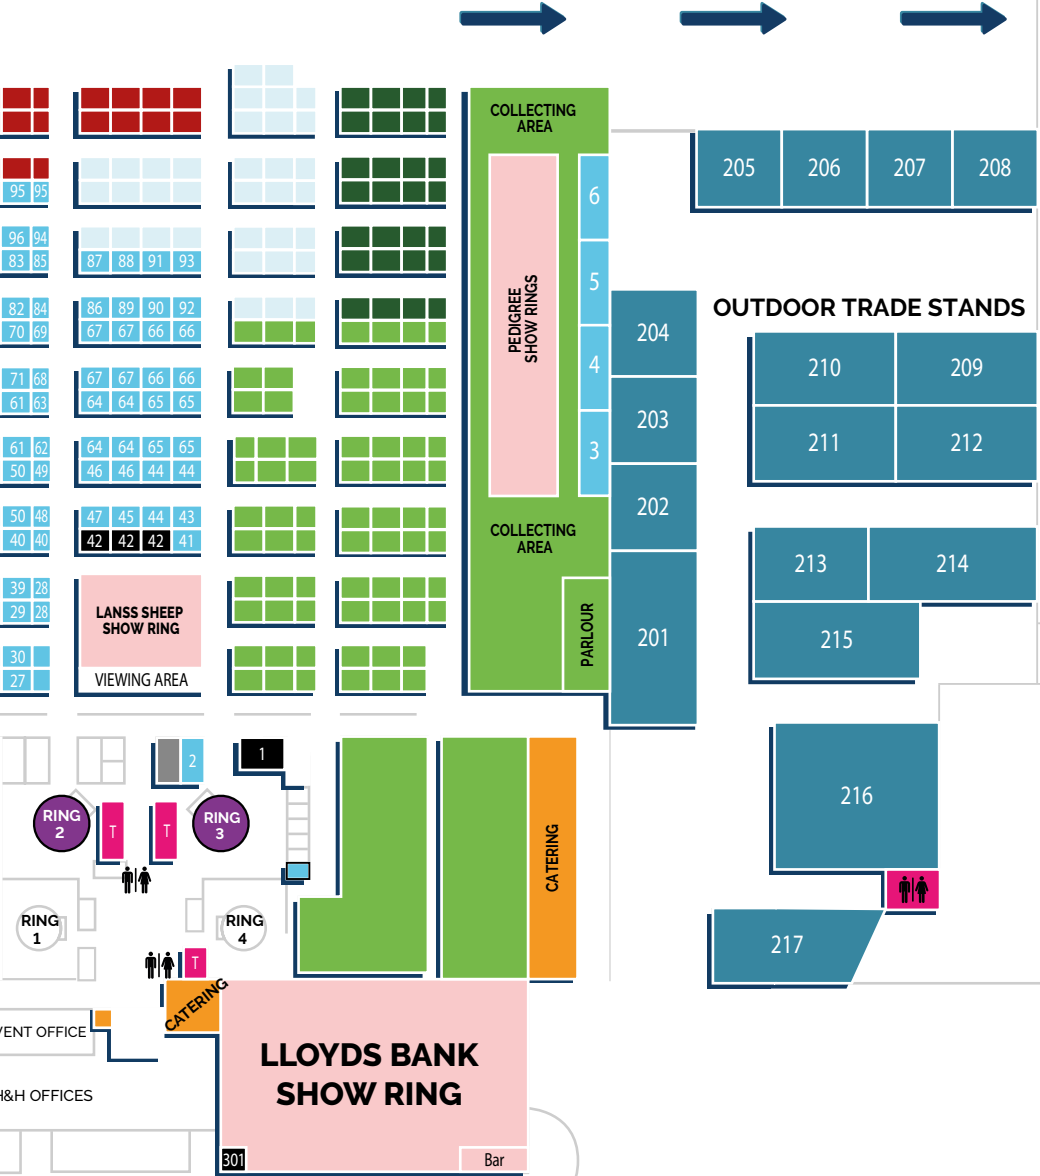 COLLECTING
AREA
205 206 207 208
95 95
6
96 94
83 85 87 88 91 93
5
PEDIGREE
SHOW RINGS
OUTDOOR TRADE STANDS
82 84 86 89 90 92
70 69 67 67 66 66
204
4
210 209
71 68 67 67 66 66
61 63 64 64 65 65
203
3
211 212
61 62 64 64 65 65
50 49 46 46 44 44
202
50 48 47 45 44 43
40 40 42 42 42 41
COLLECTING
AREA
213 214
39 28
29 28
LANSS SHEEP
SHOW RING
PARLOUR
201
215
30
27
VIEWING AREA
2
1
216
RING
2
T
T
RING
3
CATERING
RING
1
RING
4
217
T
CATERING
VENT OFFICE
LLOYDS BANK
SHOW RING
H&H OFFICES
301
Bar